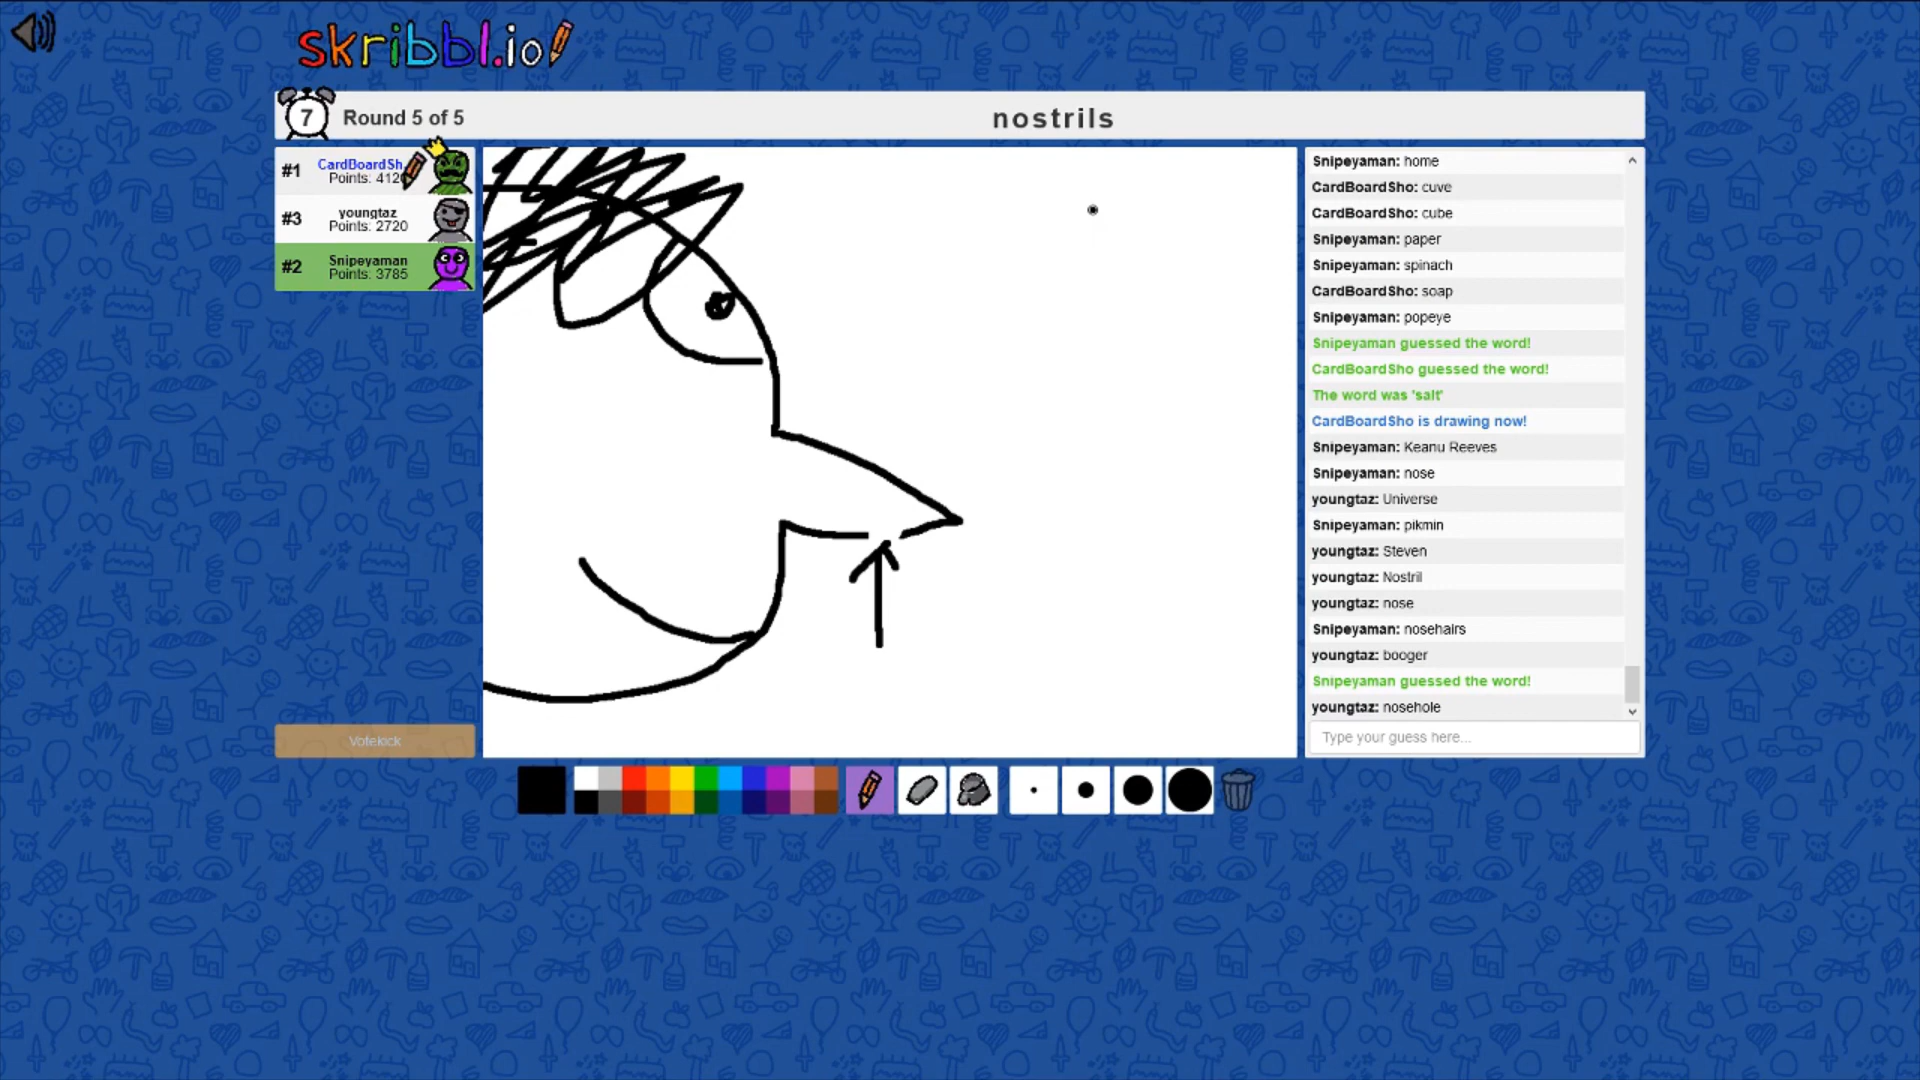 skribbl.io
7
Round 5 of 5
nostrils
#1
CardBoardSh
Points: 4120
#3
youngtaz
Points: 2720
#2
Snipeyaman
Points: 3785
Votekick
Snipeyaman: home
CardBoardSho: cuve
CardBoardSho: cube
Snipeyaman: paper
Snipeyaman: spinach
CardBoardSho: soap
Snipeyaman: popeye
Snipeyaman guessed the word!
CardBoardSho guessed the word!
The word was 'salt'
CardBoardSho is drawing now!
Snipeyaman: Keanu Reeves
Snipeyaman: nose
youngtaz: Universe
Snipeyaman: pikmin
youngtaz: Steven
youngtaz: Nostril
youngtaz: nose
Snipeyaman: nosehairs
youngtaz: booger
Snipeyaman guessed the word!
youngtaz: nosehole
Type your guess here...